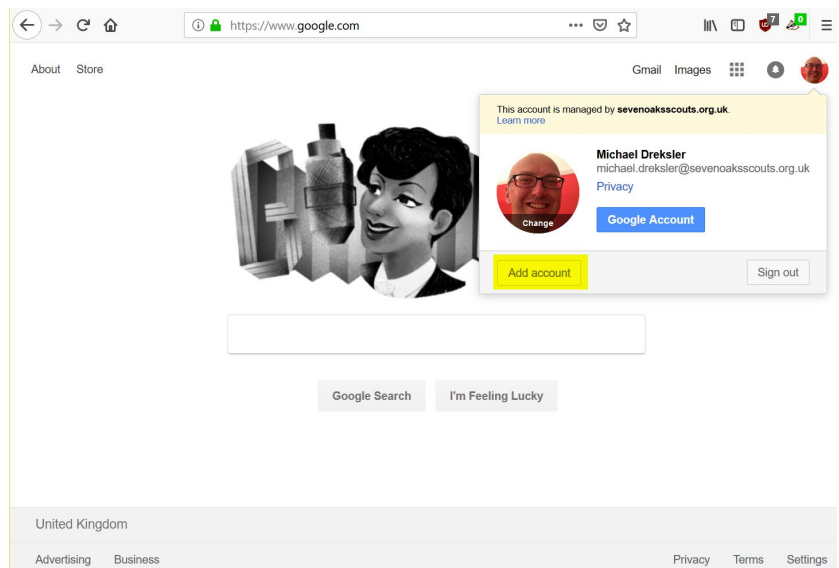 https://www.google.com
7
0
About Store
Gmail Images
This account is managed by sevenoaksscouts.org.uk.
Learn more
Michael Dreksler
michael.dreksler@sevenoaksscouts.org.uk
Privacy
Change
Google Account
Add account
Sign out
Google Search
I'm Feeling Lucky
United Kingdom
Advertising Business
Privacy Terms Settings